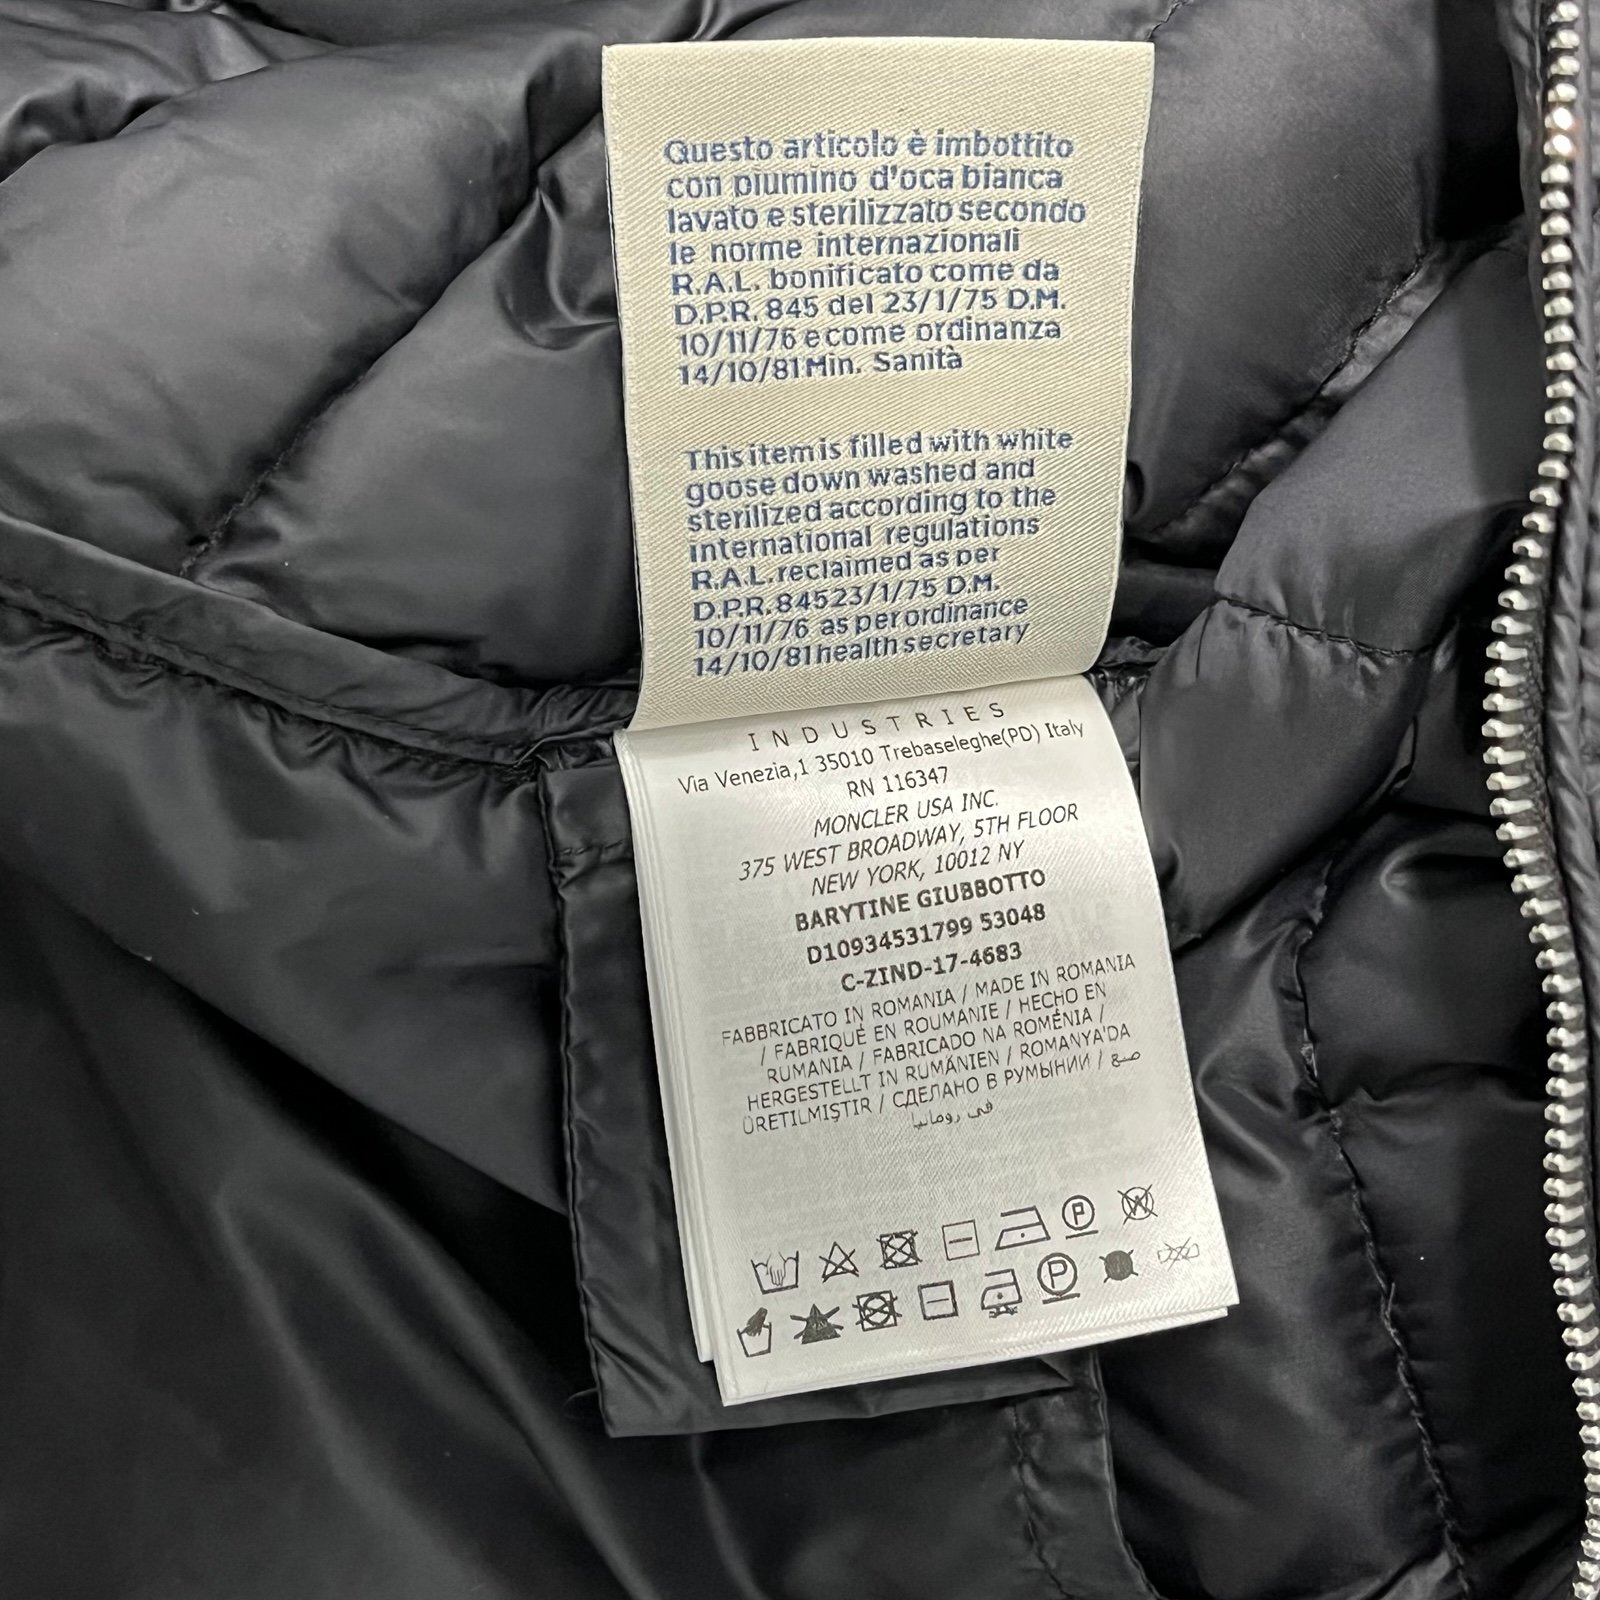 Questo articolo è imbottito
con piumino d'oca bianca
lavato e sterilizzato secondo
le norme internazionali
R.A.L. bonificato come da
D.P.R. 845 del 23/1/75 D.M.
10/11/76 e come ordinanza
14/10/81 Min. Sanità
This item is filled with white
goose down washed and
sterilized according to the
international regulations
R.A.L. reclaimed as per
D.P.R. 845 23/1/75 D.M.
10/11/76 as per ordinance
14/10/81 health secretary
INDUSTRIES
Via Venezia,1 35010 Trebaseleghe(PD) Italy
RN 116347
MONCLER USA INC.
375 WEST BROADWAY, 5TH FLOOR
NEW YORK, 10012 NY
BARYTINE GIUBBOTTO
D10934531799 53048
C-ZIND-17-4683
FABBRICATO IN ROMANIA / MADE IN ROMANIA
/ FABRIQUÉ EN ROUMANIE / HECHO EN
RUMANIA / FABRICADO NA ROMÉNIA /
HERGESTELLT IN RUMÄNIEN / ROMANYA'DA
ÜRETILMIŞTIR / СДЕЛАНО В РУМЫНИИ / صنع
في رومانيا
P W
P